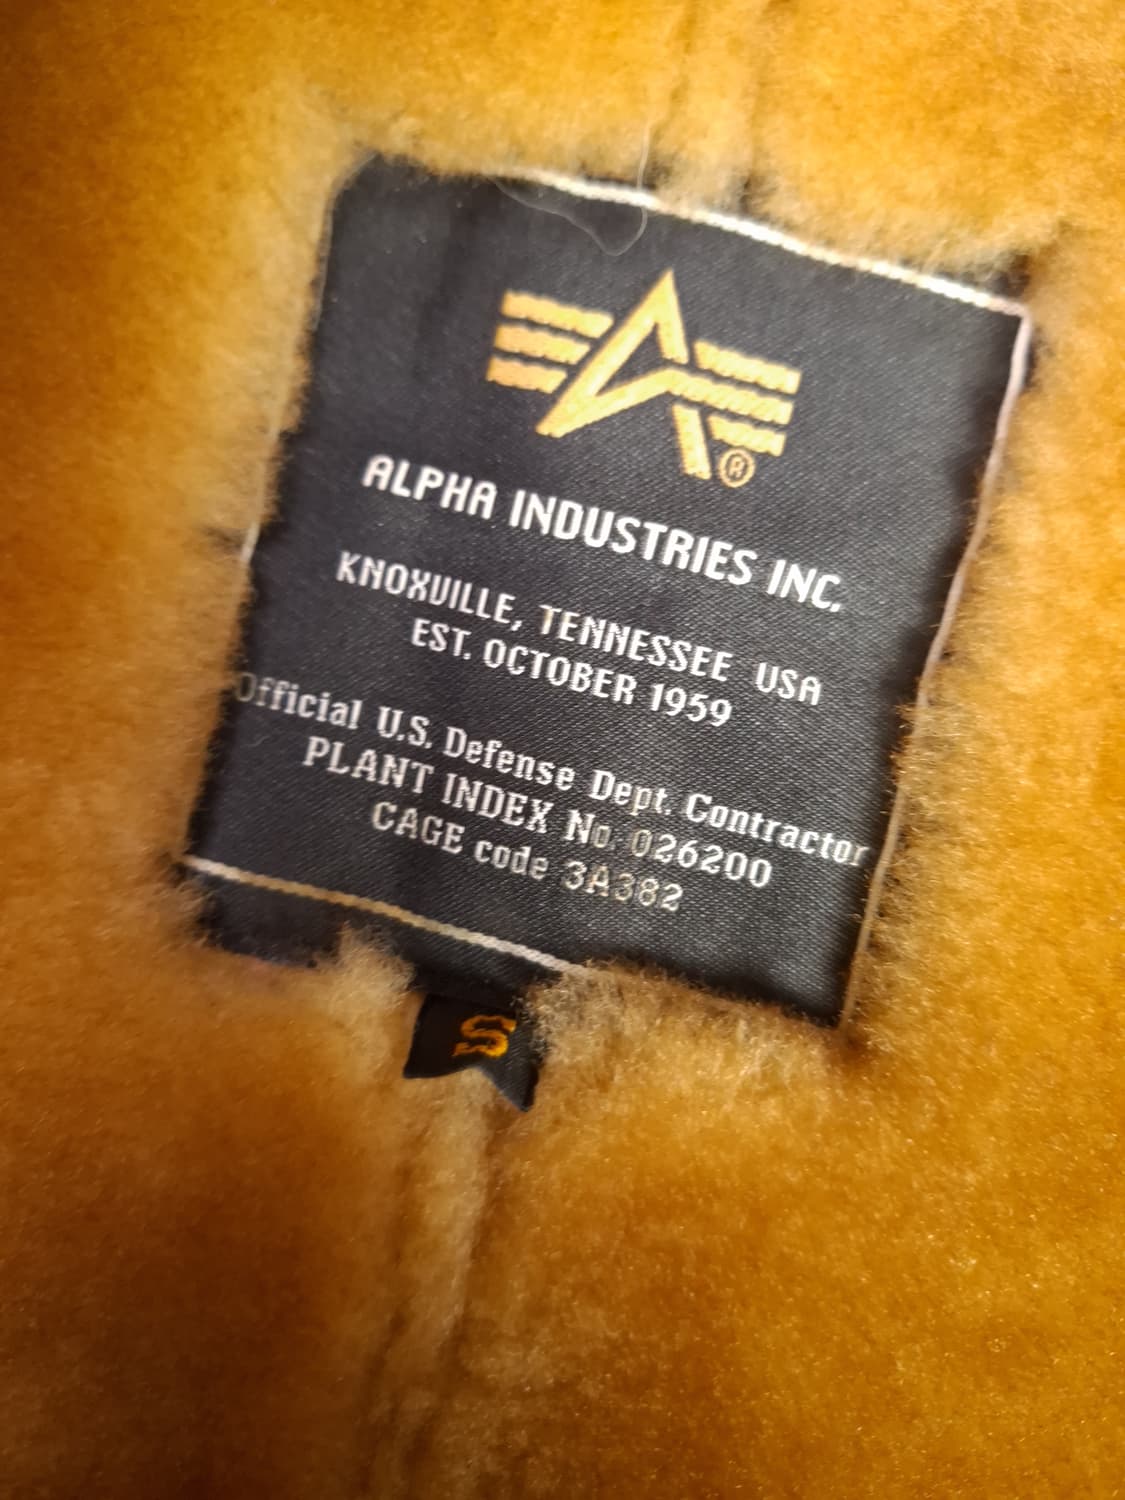 ®
ALPHA INDUSTRIES INC.
KNOXVILLE, TENNESSEE USA
EST. OCTOBER 1959
Official U.S. Defense Dept. Contractor
PLANT INDEX No. 026200
CAGE code 3A382
S